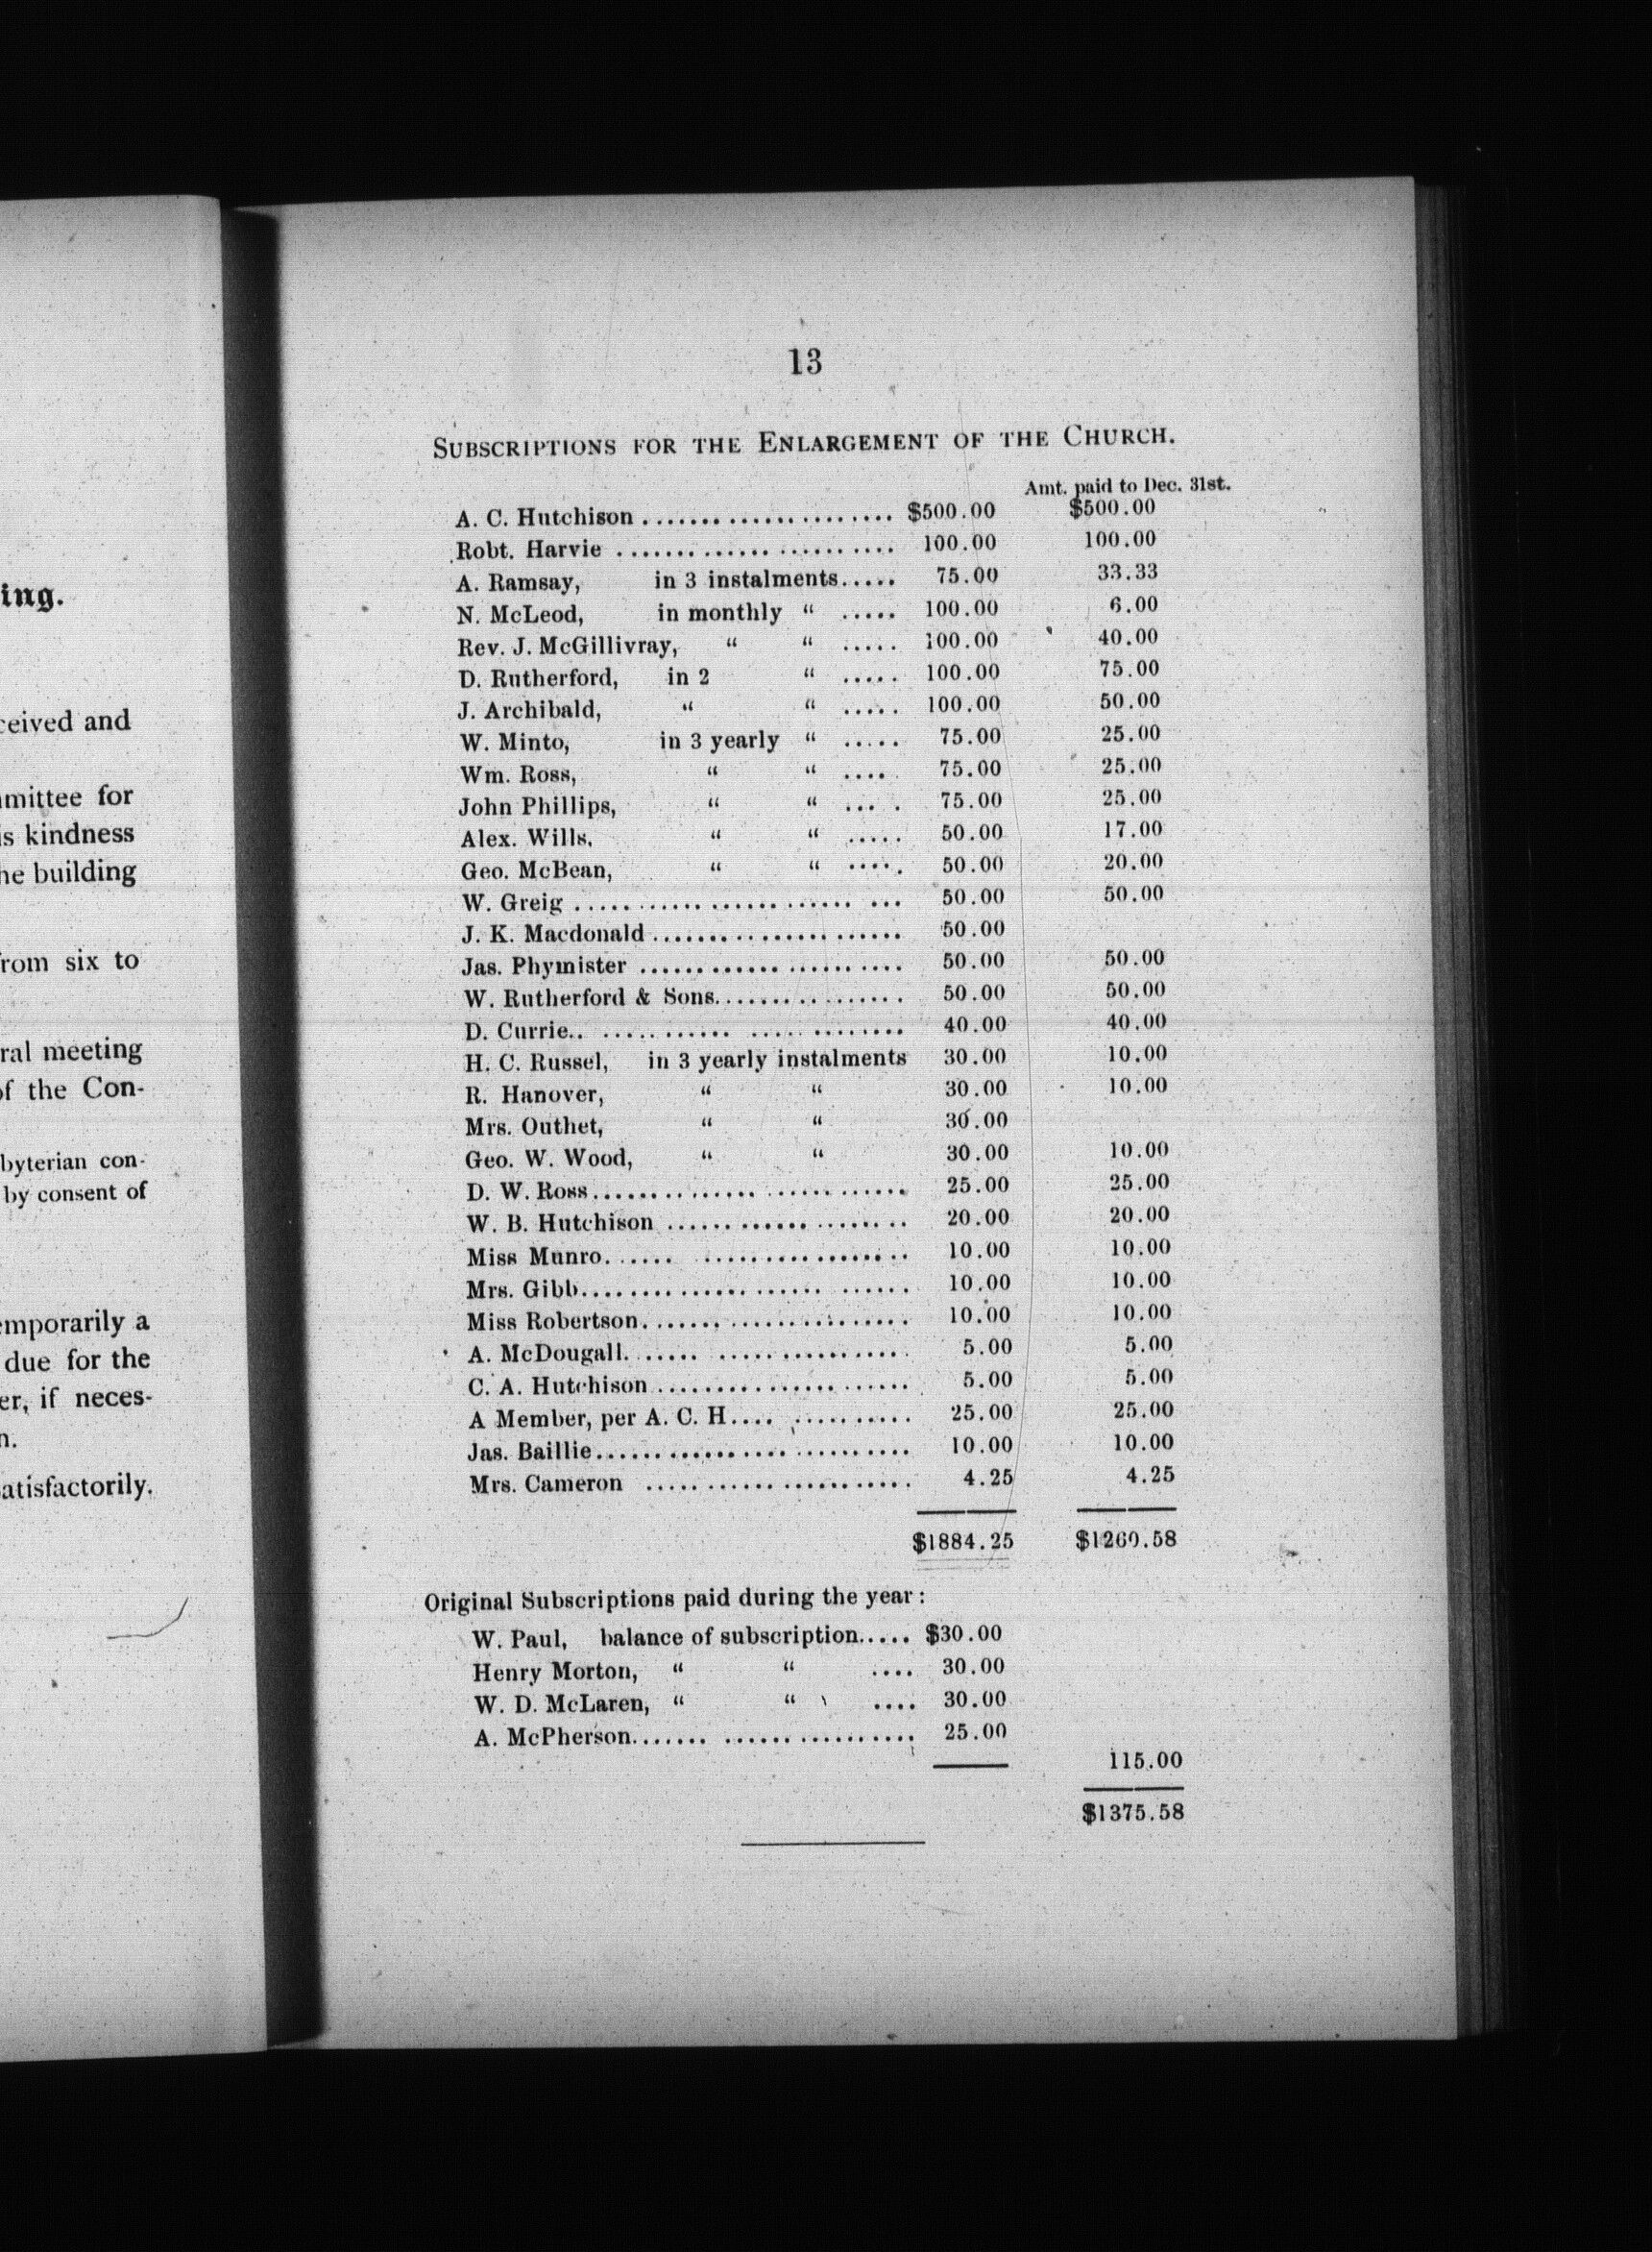 ing.
ceived and
mmittee for
is kindness
he building
from six to
ral meeting
of the Con-
byterian con-
by consent of
emporarily a
due for the
er, if neces-
n.
atisfactorily.
13
SUBSCRIPTIONS FOR THE ENLARGEMENT OF THE CHURCH.
Amt. paid to Dec. 31st.
A. C. Hutchison ...................... $500.00 $500.00
Robt. Harvie ........................ 100.00 100.00
A. Ramsay, in 3 instalments..... 75.00 33.33
N. McLeod, in monthly “ ..... 100.00 6.00
Rev. J. McGillivray, “ “ ..... 100.00 40.00
D. Rutherford, in 2 “ ..... 100.00 75.00
J. Archibald, “ “ ..... 100.00 50.00
W. Minto, in 3 yearly “ ..... 75.00 25.00
Wm. Ross, “ “ .... . 75.00 25.00
John Phillips, “ “ ... . 75.00 25.00
Alex. Wills, “ “ ..... 50.00 17.00
Geo. McBean, “ “ ..... 50.00 20.00
W. Greig ........................ ... 50.00 50.00
J. K. Macdonald...................... 50.00
Jas. Phymister ...................... 50.00 50.00
W. Rutherford & Sons................ 50.00 50.00
D. Currie.. ........... ............. 40.00 40.00
H. C. Russel, in 3 yearly instalments 30.00 10.00
R. Hanover, “ “ 30.00 10.00
Mrs. Outhet, “ “ 30.00
Geo. W. Wood, “ “ 30.00 10.00
D. W. Ross.............. ............ 25.00 25.00
W. B. Hutchison ............ ........ 20.00 20.00
Miss Munro...... .................. 10.00 10.00
Mrs. Gibb..................... ...... 10.00 10.00
Miss Robertson........................ 10.00 10.00
A. McDougall...... ................. 5.00 5.00
C. A. Hutchison...................... 5.00 5.00
A Member, per A. C. H.... .......... 25.00 25.00
Jas. Baillie................. .......... 10.00 10.00
Mrs. Cameron ....................... 4.25 4.25
$1884.25 $1260.58
Original Subscriptions paid during the year :
W. Paul, balance of subscription..... $30.00
Henry Morton, “ “ .... 30.00
W. D. McLaren, “ “ .... 30.00
A. McPherson....... ................. 25.00
115.00
$1375.58